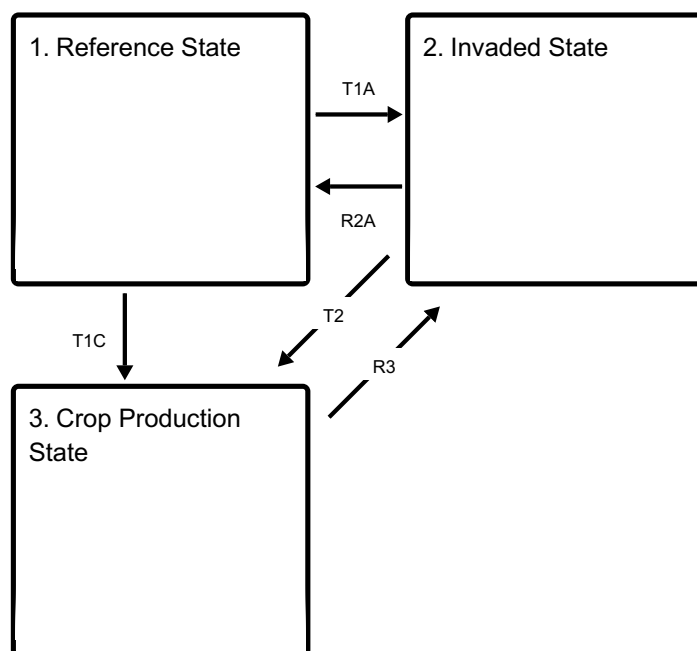 1. Reference State
2. Invaded State
T1A
R2A
T2
T1C
R3
3. Crop Production
State